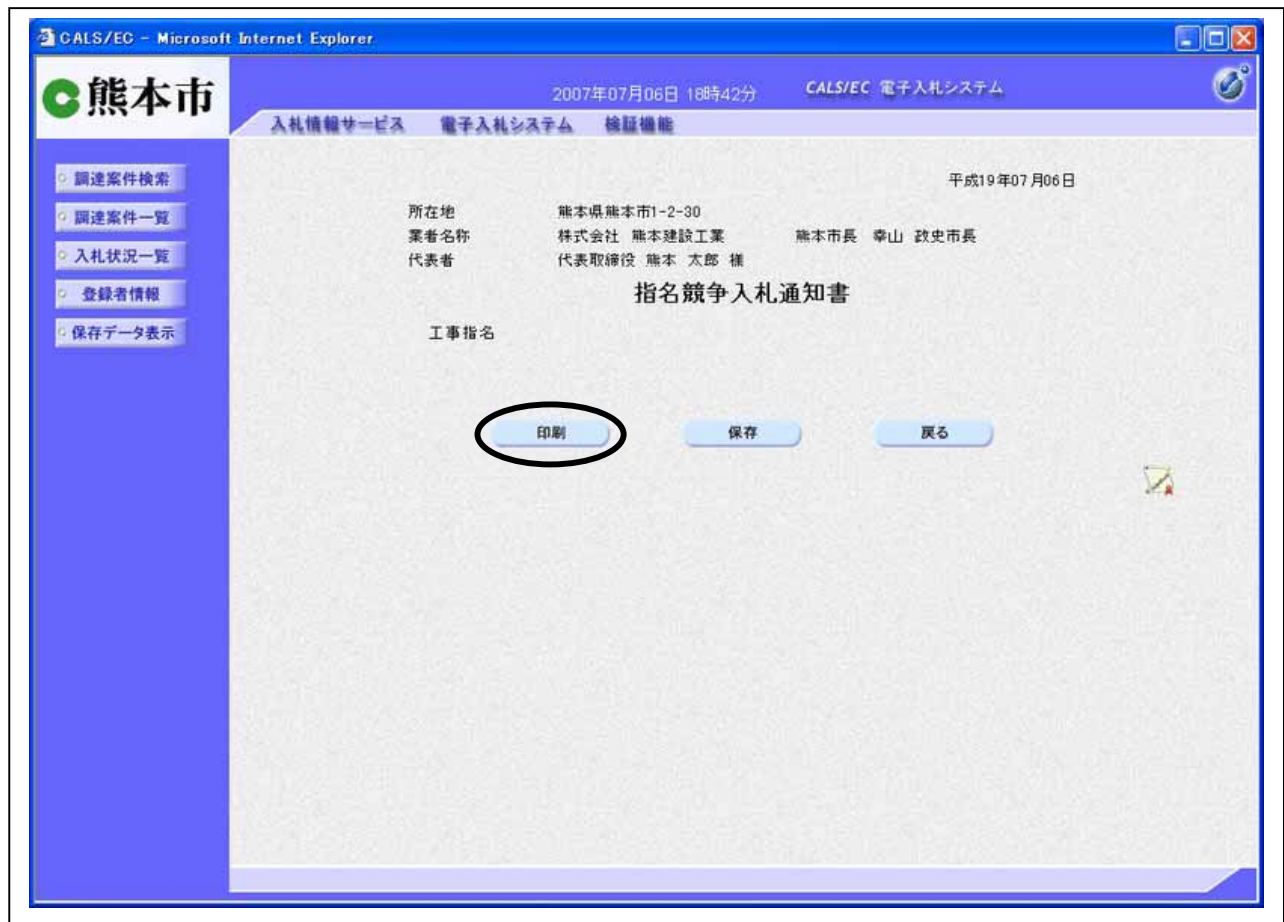 CALS/EC - Microsoft Internet Explorer
熊本市
2007年07月06日 18時42分 CALS/EC 電子入札システム
入札情報サービス 電子入札システム 検証機能
調達案件検索
調達案件一覧
入札状況一覧
登録者情報
保存データ表示
平成19年07月06日
所在地 熊本県熊本市1-2-30
業者名称 株式会社 熊本建設工業 熊本市長 幸山 政史市長
代表者 代表取締役 熊本 太郎 様
指名競争入札通知書
工事指名
印刷 保存 戻る